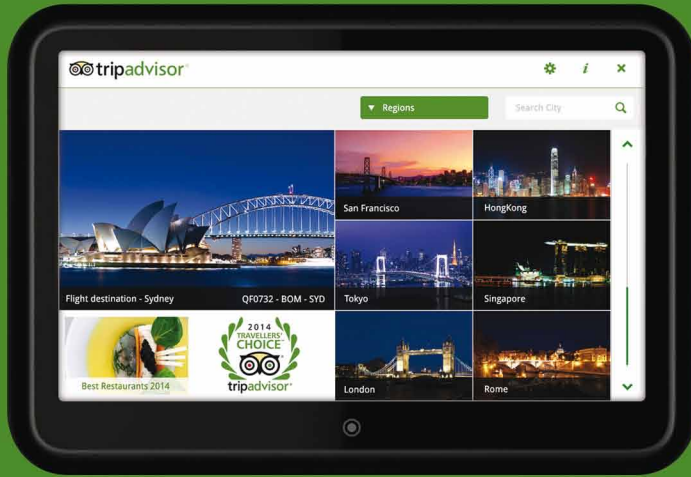 tripadvisor®
i
Regions
Search City
San Francisco
HongKong
Flight destination - Sydney
QF0732 - BOM - SYD
Tokyo
Singapore
Best Restaurants 2014
2014
TRAVELLERS'
CHOICE™
tripadvisor®
London
Rome